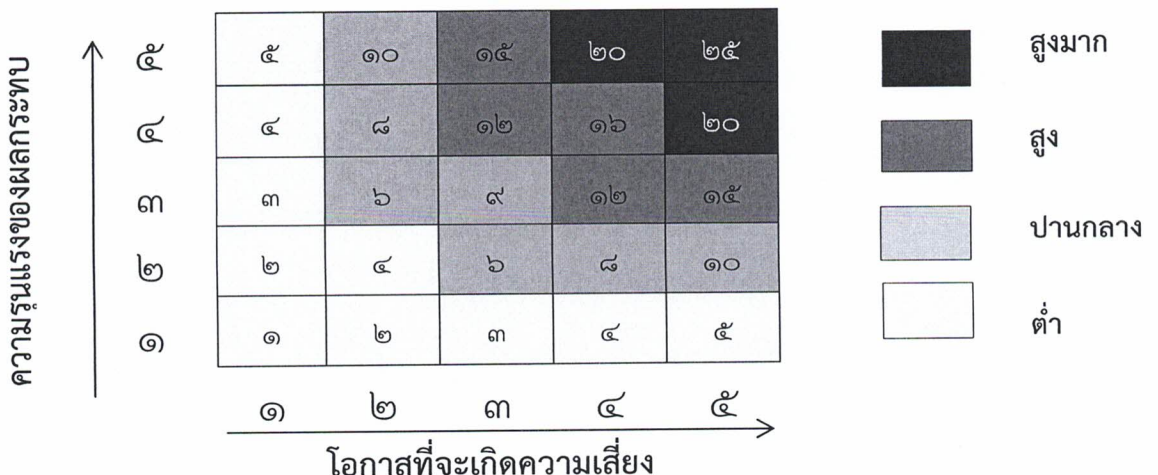 ความรุนแรงของผลกระทบ
๕ ๕ ๑๐ ๑๕ ๒๐ ๒๕
๔ ๔ ๘ ๑๒ ๑๖ ๒๐
๓ ๓ ๖ ๙ ๑๒ ๑๕
๒ ๒ ๔ ๖ ๘ ๑๐
๑ ๑ ๒ ๓ ๔ ๕
๑ ๒ ๓ ๔ ๕
โอกาสที่จะเกิดความเสี่ยง
สูงมาก
สูง
ปานกลาง
ต่ำ